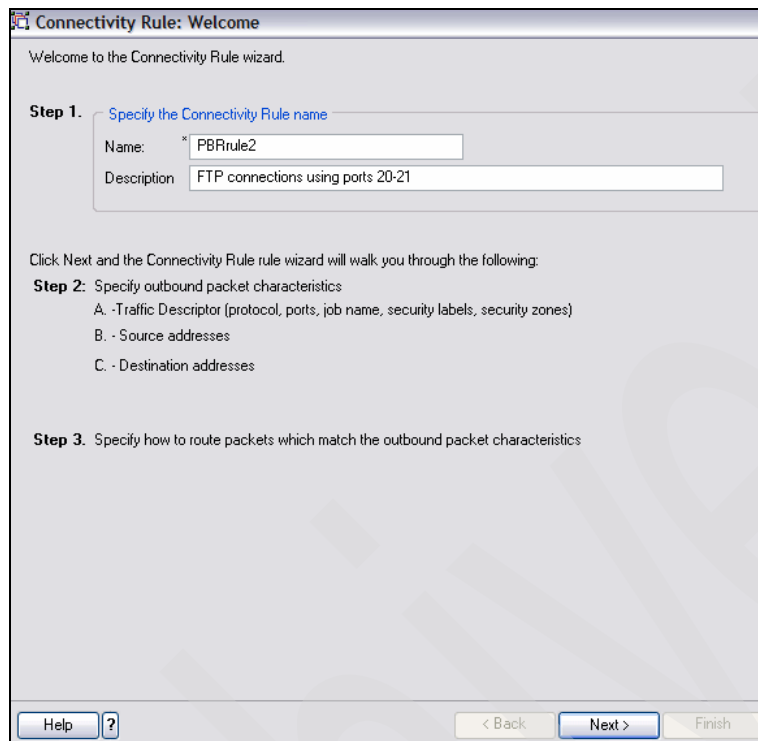 Connectivity Rule: Welcome
Welcome to the Connectivity Rule wizard.
Step 1. Specify the Connectivity Rule name
Name: * PBRrule2
Description FTP connections using ports 20-21
Click Next and the Connectivity Rule rule wizard will walk you through the following:
Step 2: Specify outbound packet characteristics
A. -Traffic Descriptor (protocol, ports, job name, security labels, security zones)
B. - Source addresses
C. - Destination addresses
Step 3. Specify how to route packets which match the outbound packet characteristics
Help ? < Back Next > Finish